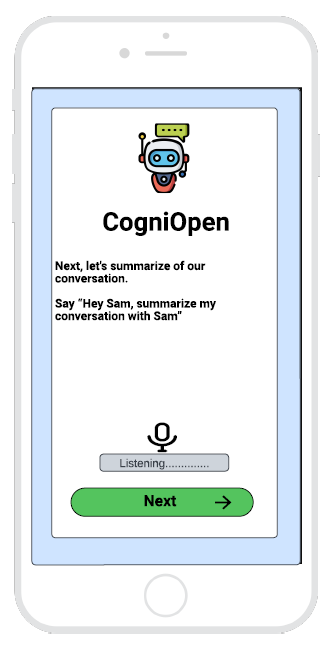 CogniOpen
Next, let's summarize of our
conversation.
Say "Hey Sam, summarize my
conversation with Sam"
Listening..............
Next